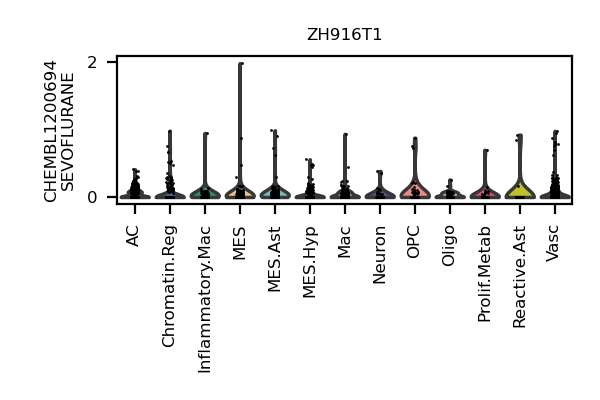 ZH916T1
CHEMBL1200694
SEVOFLURANE
2
0
AC
Chromatin.Reg
Inflammatory.Mac
MES
MES.Ast
MES.Hyp
Mac
Neuron
OPC
Oligo
Prolif.Metab
Reactive.Ast
Vasc